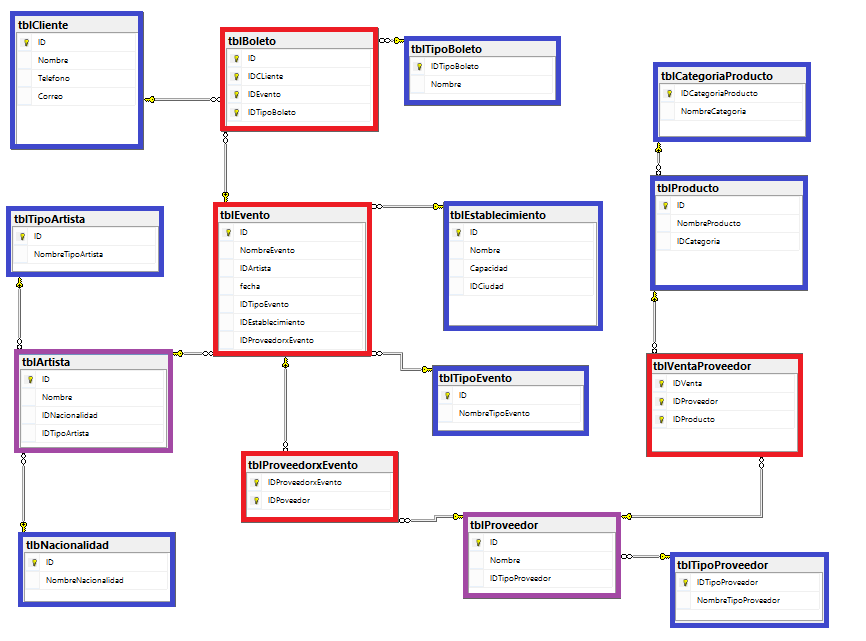 tblCliente
ID
Nombre
Telefono
Correo
tblBoleto
ID
IDCLiente
IDEvento
IDTipoBoleto
tblTipoBoleto
IDTipoBoleto
Nombre
tblCategoriaProducto
IDCategoriaProducto
NombreCategoria
tblProducto
ID
NombreProducto
IDCategoria
tblTipoArtista
ID
NombreTipoArtista
tblEvento
ID
NombreEvento
IDArtista
fecha
IDTipoEvento
IDEstablecimiento
IDProveedorxEvento
tblEstablecimiento
ID
Nombre
Capacidad
IDCiudad
tblArtista
ID
Nombre
IDNacionalidad
IDTipoArtista
tblTipoEvento
ID
NombreTipoEvento
tblVentaProveedor
IDVenta
IDProveedor
IDProducto
tblProveedorxEvento
IDProveedorxEvento
IDPoveedor
tlbNacionalidad
ID
NombreNacionalidad
tblProveedor
ID
Nombre
IDTipoProveedor
tblTipoProveedor
IDTipoProveedor
NombreTipoProveedor